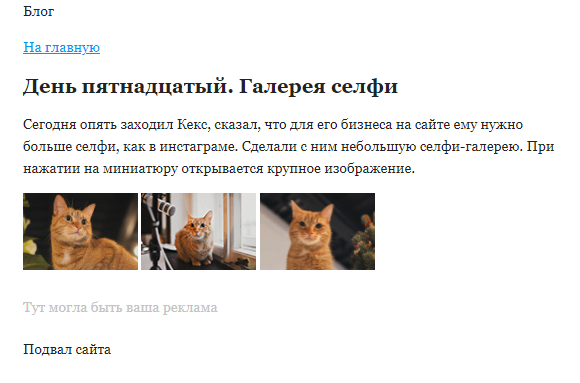 Блог
На главную
День пятнадцатый. Галерея селфи
Сегодня опять заходил Кекс, сказал, что для его бизнеса на сайте ему нужно
больше селфи, как в инстаграме. Сделали с ним небольшую селфи-галерею. При
нажатии на миниатюру открывается крупное изображение.
Тут могла быть ваша реклама
Подвал сайта